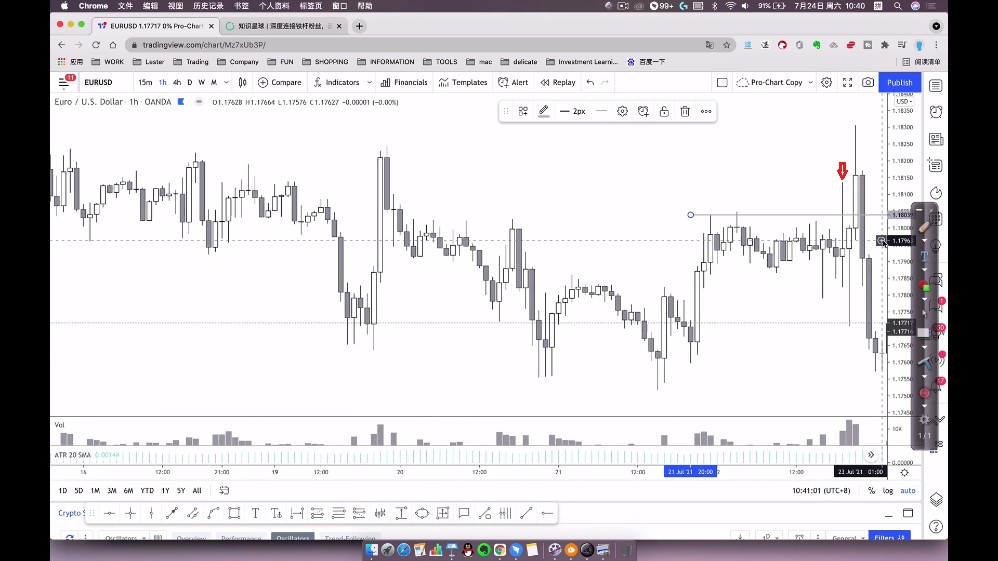 Chrome 文件 编辑 视图 历史记录 书签 个人资料 标签页 窗口 帮助
99+ 91% 7月24日 周六 10:40 拼
EURUSD 1.17717 0% Pro-Chart
知识星球 | 深度连接铁杆粉丝,
tradingview.com/chart/Mz7xUb3P/
应用 WORK Lester Trading Company FUN SHOPPING INFORMATION TOOLS mac delicate Investment Learni... 百度一下 阅读清单
11
EURUSD 15m 1h 4h D W M Compare Indicators Financials Templates Alert Replay Pro-Chart Copy Publish
Euro / U.S. Dollar · 1h · OANDA O1.17628 H1.17664 L1.17576 C1.17627 −0.00001 (−0.00%)
USD
2px
1.18350
1.18300
1.18250
1.18200
1.18150
1.18100
1.18050
1.17963
1.17900
1.17850
1.17800
1.17750
1.17717
1.17716
1.17600
1.17550
1.17500
1.17450
Vol
10K
ATR 20 SMA 0.00144
0.00000
16 12:00 21:00 19 12:00 20 12:00 21 12:00 21 Jul '21 20:00 12:00 23 Jul '21 01:00
1D 5D 1M 3M 6M YTD 1Y 5Y All
10:41:01 (UTC+8) % log auto
1/1
Crypto S
Oscillators Overview Performance Oscillators Trend-Following General Filters